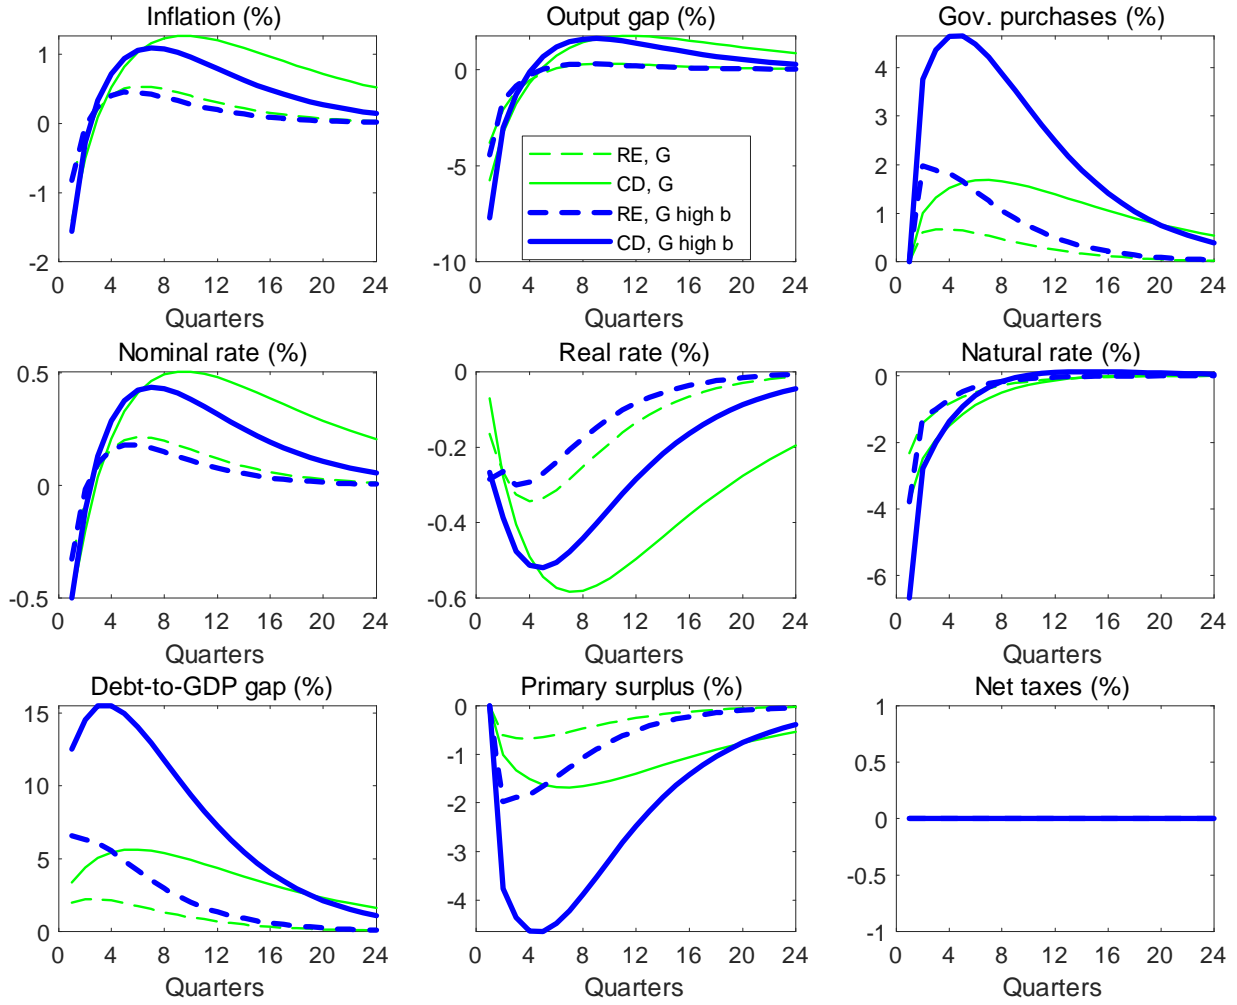 Inflation (%)
1
0
-1
-2
0 4 8 12 16 20 24
Quarters
Output gap (%)
0
-5
-10
RE, G
CD, G
RE, G high b
CD, G high b
0 4 8 12 16 20 24
Quarters
Gov. purchases (%)
4
3
2
1
0
0 4 8 12 16 20 24
Quarters
Nominal rate (%)
0.5
0
-0.5
0 4 8 12 16 20 24
Quarters
Real rate (%)
0
-0.2
-0.4
-0.6
0 4 8 12 16 20 24
Quarters
Natural rate (%)
0
-2
-4
-6
0 4 8 12 16 20 24
Quarters
Debt-to-GDP gap (%)
15
10
5
0
0 4 8 12 16 20 24
Quarters
Primary surplus (%)
0
-1
-2
-3
-4
0 4 8 12 16 20 24
Quarters
Net taxes (%)
1
0.5
0
-0.5
-1
0 4 8 12 16 20 24
Quarters